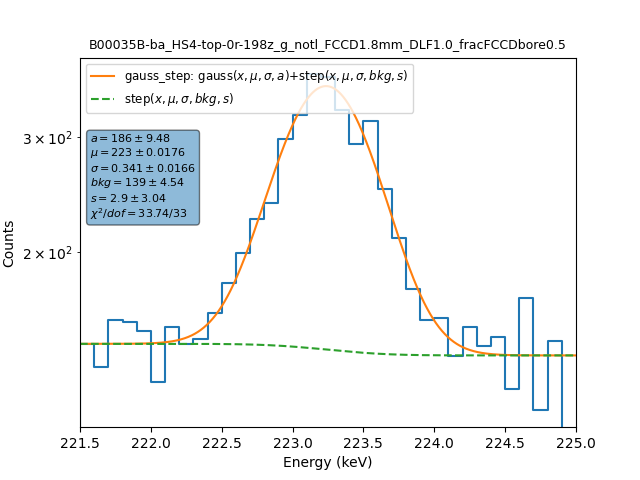 B00035B-ba_HS4-top-0r-198z_g_notl_FCCD1.8mm_DLF1.0_fracFCCDbore0.5
gauss_step: gauss(x, μ, σ, a)+step(x, μ, σ, bkg, s)
step(x, μ, σ, bkg, s)
a = 186 ± 9.48
μ = 223 ± 0.0176
σ = 0.341 ± 0.0166
bkg = 139 ± 4.54
s = 2.9 ± 3.04
χ²/dof = 33.74/33
3 × 10²
2 × 10²
Counts
221.5 222.0 222.5 223.0 223.5 224.0 224.5 225.0
Energy (keV)